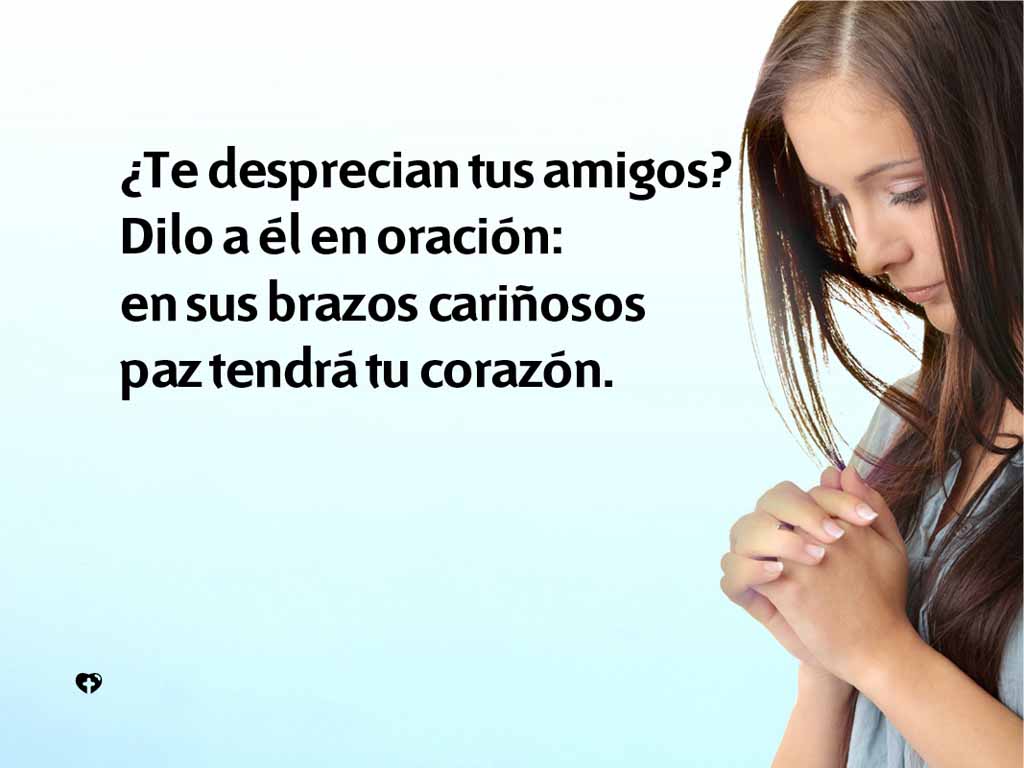 ¿Te desprecian tus amigos?
Dilo a él en oración:
en sus brazos cariñosos
paz tendrá tu corazón.